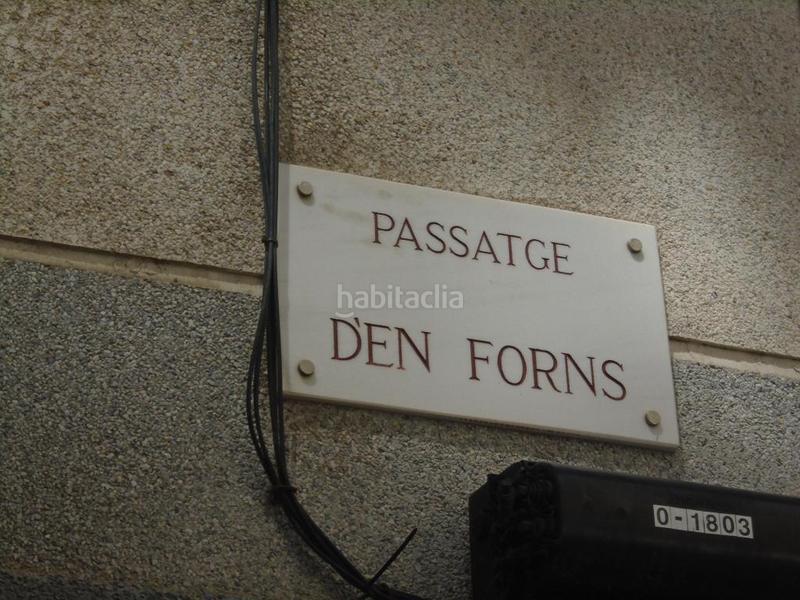 PASSATGE
habitaclia
D'EN FORNS
0-1803